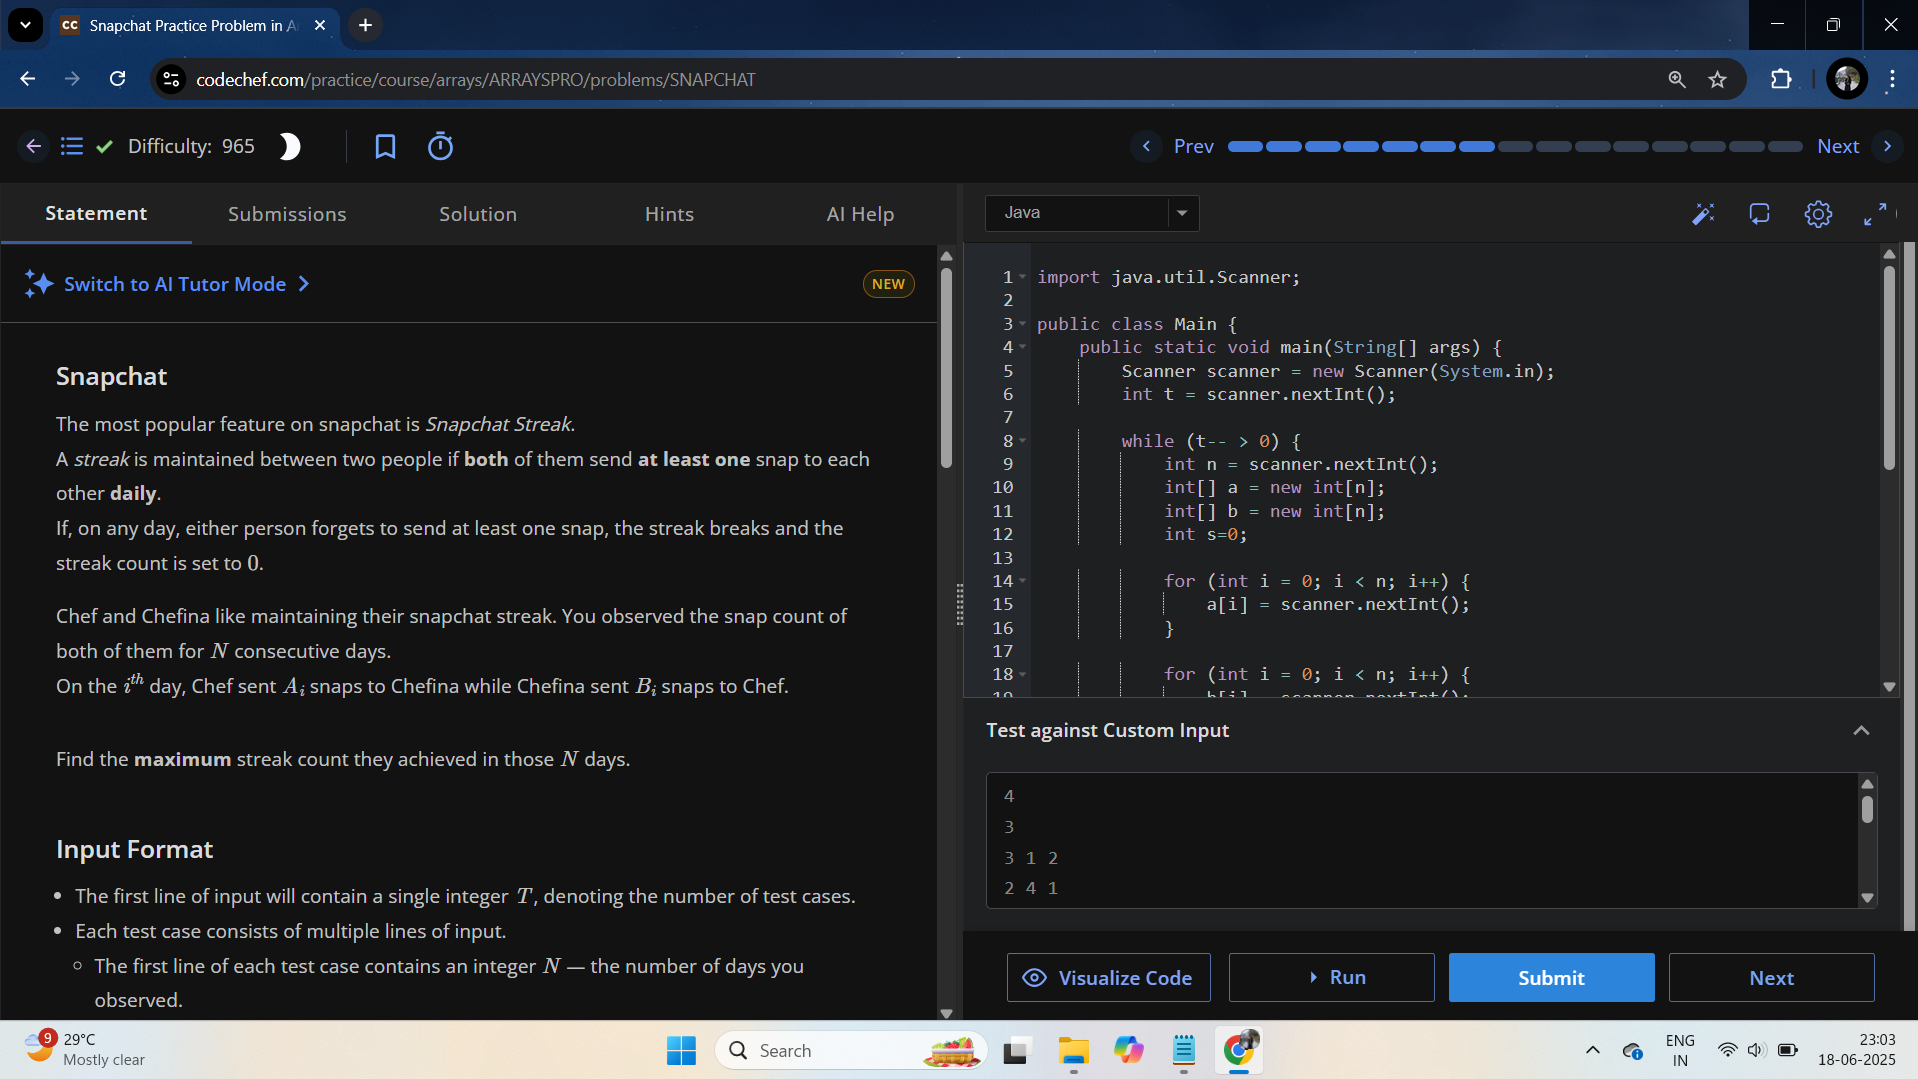 CC Snapchat Practice Problem in A
codechef.com/practice/course/arrays/ARRAYSPRO/problems/SNAPCHAT
Difficulty: 965
Prev
Next
Statement
Submissions
Solution
Hints
AI Help
Java
Switch to AI Tutor Mode
NEW
Snapchat
The most popular feature on snapchat is Snapchat Streak.
A streak is maintained between two people if both of them send at least one snap to each
other daily.
If, on any day, either person forgets to send at least one snap, the streak breaks and the
streak count is set to 0.
Chef and Chefina like maintaining their snapchat streak. You observed the snap count of
both of them for N consecutive days.
On the i^th day, Chef sent A_i snaps to Chefina while Chefina sent B_i snaps to Chef.
Find the maximum streak count they achieved in those N days.
Input Format
• The first line of input will contain a single integer T, denoting the number of test cases.
• Each test case consists of multiple lines of input.
◦ The first line of each test case contains an integer N — the number of days you
observed.
1 import java.util.Scanner;
2
3 public class Main {
4 public static void main(String[] args) {
5 Scanner scanner = new Scanner(System.in);
6 int t = scanner.nextInt();
7
8 while (t-- > 0) {
9 int n = scanner.nextInt();
10 int[] a = new int[n];
11 int[] b = new int[n];
12 int s=0;
13
14 for (int i = 0; i < n; i++) {
15 a[i] = scanner.nextInt();
16 }
17
18 for (int i = 0; i < n; i++) {
Test against Custom Input
4
3
3 1 2
2 4 1
Visualize Code
Run
Submit
Next
9
29°C
Mostly clear
Search
ENG
IN
23:03
18-06-2025